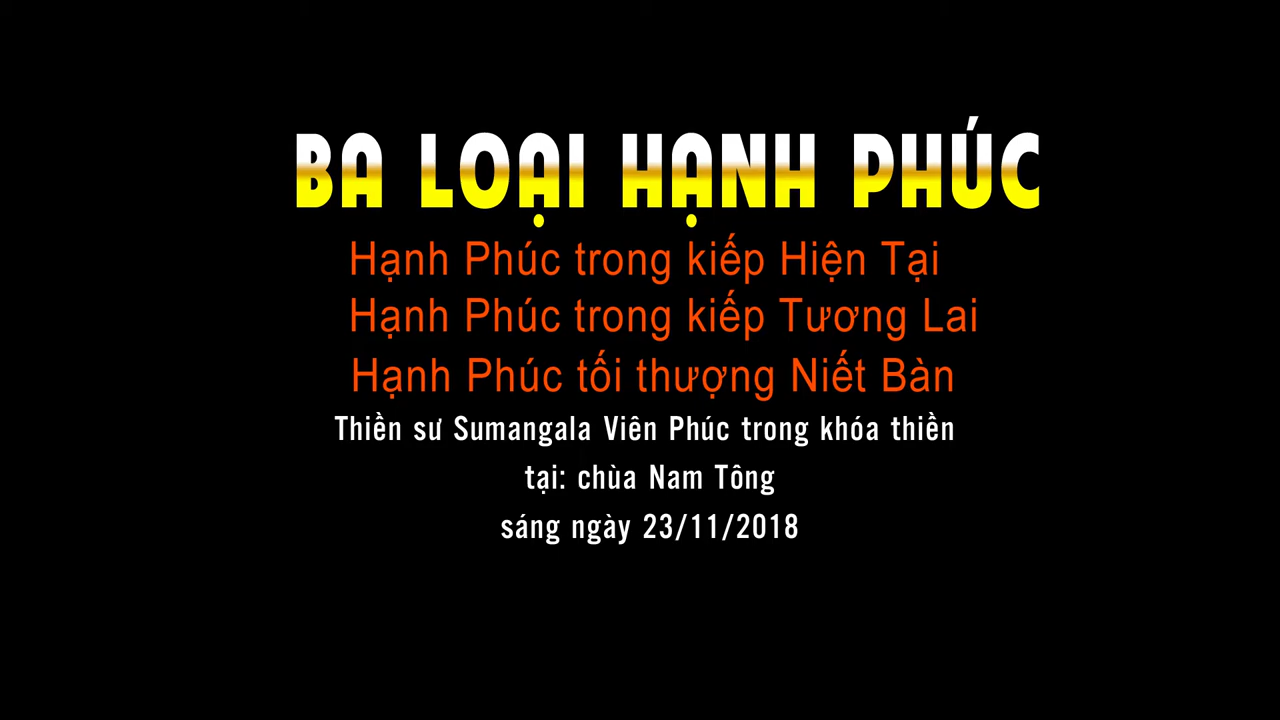 BA LOẠI HẠNH PHÚC
Hạnh Phúc trong kiếp Hiện Tại
Hạnh Phúc trong kiếp Tương Lai
Hạnh Phúc tối thượng Niết Bàn
Thiền sư Sumangala Viên Phúc trong khóa thiền
tại: chùa Nam Tông
sáng ngày 23/11/2018